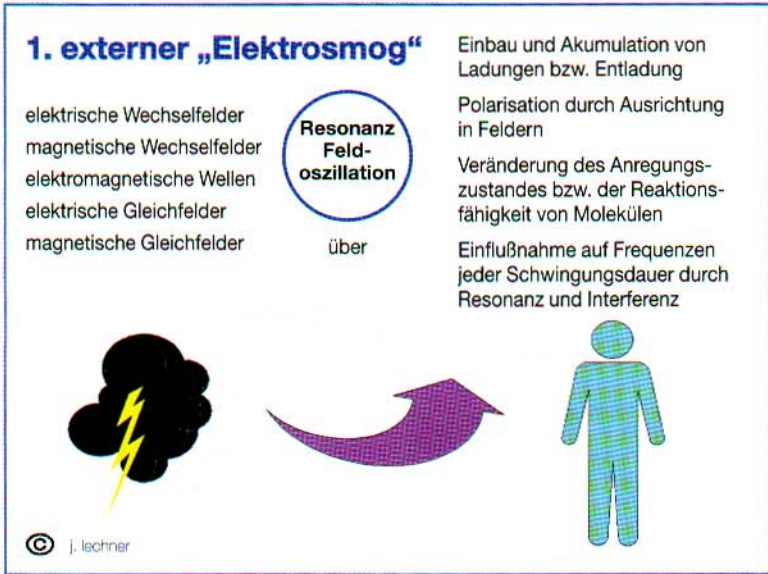 1. externer „Elektrosmog“
elektrische Wechselfelder
magnetische Wechselfelder
elektromagnetische Wellen
elektrische Gleichfelder
magnetische Gleichfelder
Resonanz
Feld-
oszillation
über
Einbau und Akumulation von
Ladungen bzw. Entladung
Polarisation durch Ausrichtung
in Feldern
Veränderung des Anregungs-
zustandes bzw. der Reaktions-
fähigkeit von Molekülen
Einflußnahme auf Frequenzen
jeder Schwingungsdauer durch
Resonanz und Interferenz
© j. lechner